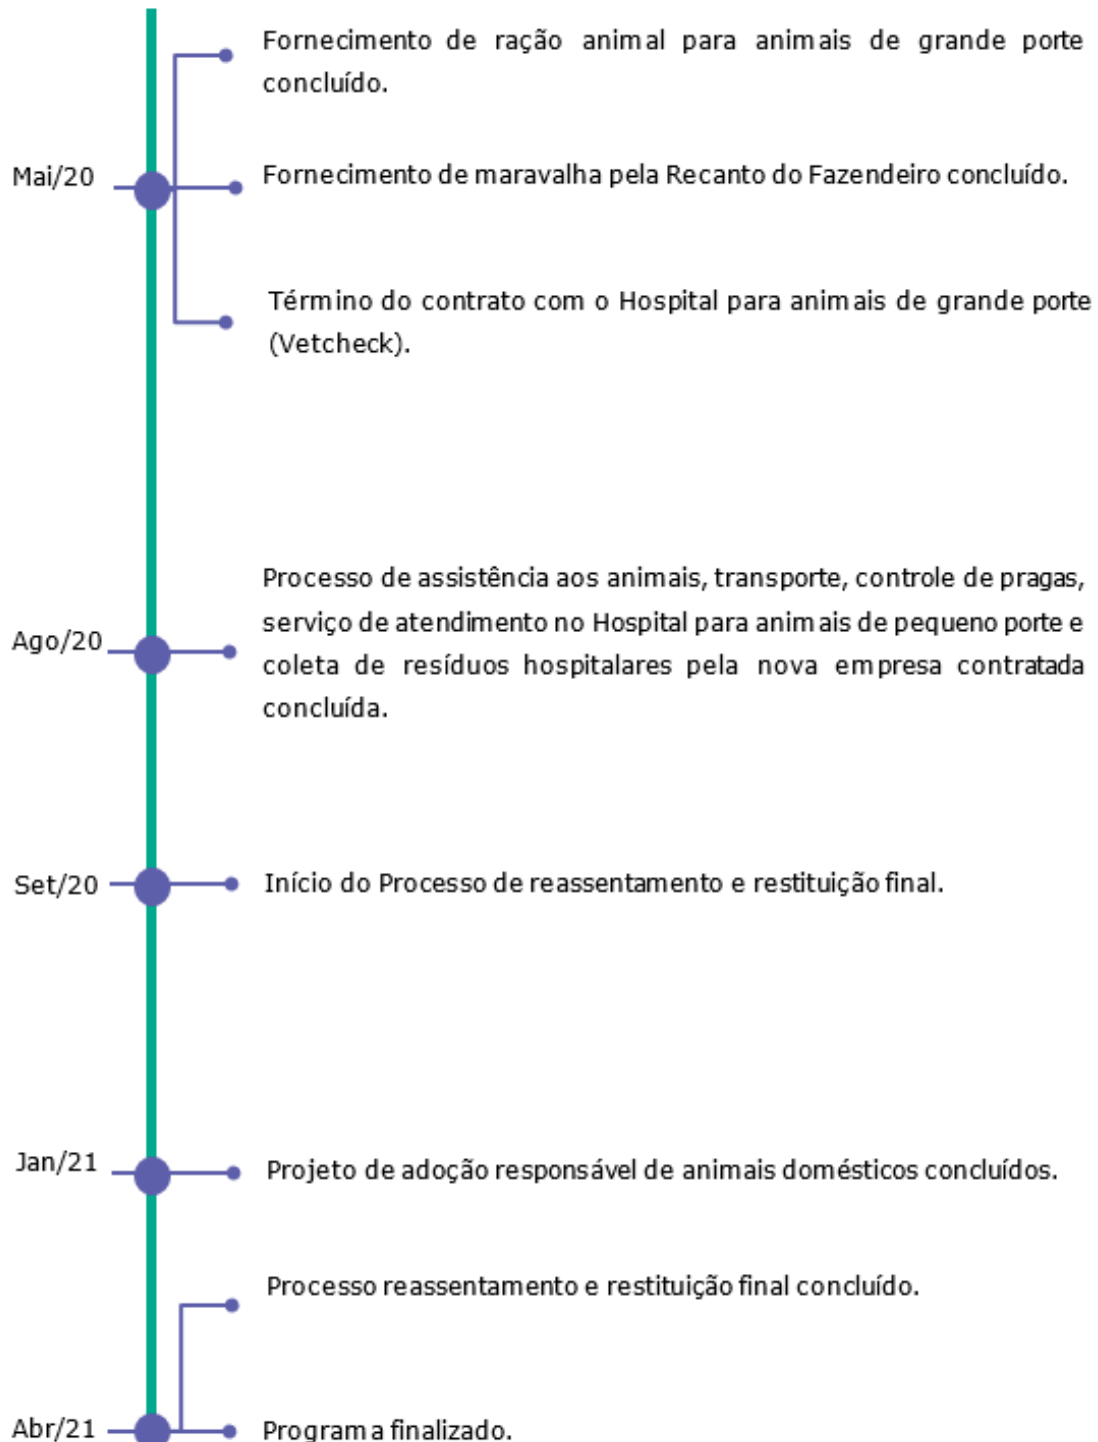 Fornecimento de ração animal para animais de grande porte
concluído.
Mai/20
Fornecimento de maravalha pela Recanto do Fazendeiro concluído.
Término do contrato com o Hospital para animais de grande porte
(Vetcheck).
Processo de assistência aos animais, transporte, controle de pragas,
serviço de atendimento no Hospital para animais de pequeno porte e
Ago/20
coleta de resíduos hospitalares pela nova empresa contratada
concluída.
Set/20
Início do Processo de reassentamento e restituição final.
Jan/21
Projeto de adoção responsável de animais domésticos concluídos.
Processo reassentamento e restituição final concluído.
Abr/21
Programa finalizado.